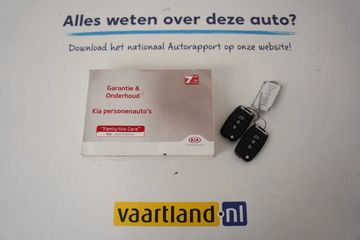 Alles weten over deze auto?
Download het nationaal Autorapport op onze website!
7
Garantie &
Onderhoud
Kia personenauto's
"Family-like Care"
KIA
vaartland.nl